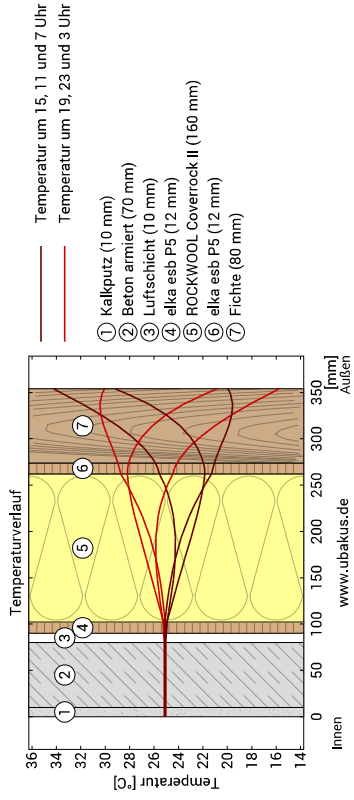 Temperaturverlauf
Temperatur [°C]
36
34
32
30
28
26
24
22
20
18
16
14
1
2
3
4
5
6
7
0
50
100
150
200
250
300
350
[mm]
Innen
www.ubakus.de
Außen
Temperatur um 15, 11 und 7 Uhr
Temperatur um 19, 23 und 3 Uhr
1 Kalkputz (10 mm)
2 Beton armiert (70 mm)
3 Luftschicht (10 mm)
4 elka esb P5 (12 mm)
5 ROCKWOOL Coverrock II (160 mm)
6 elka esb P5 (12 mm)
7 Fichte (80 mm)